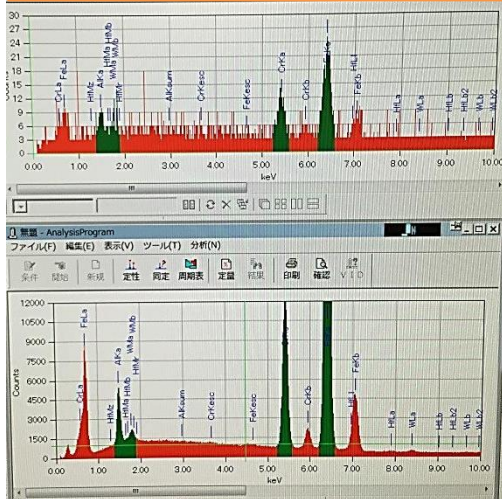 30
27
24
21
18
15
12
9
6
3
0
Counts
CrLa
FeLa
HfMz
AlKa
HfMa
HfMb
WMa
WMb
HfMr
AlKsum
CrKesc
FeKesc
CrKa
CrKb
HfLl
FeKb
HfLa
WLa
HfLb
HfLb2
WLb
0.00 1.00 2.00 3.00 4.00 5.00 6.00 7.00 8.00 9.00 10.00
keV
無題 - AnalysisProgram
ファイル(F) 編集(E) 表示(V) ツール(T) 分析(N)
条件 開始 新規 定性 同定 周期表 定量 結果 印刷 確認 V I D
12000
10500
9000
7500
6000
4500
3000
1500
0
Counts
CrLa
FeLa
HfMz
AlKa
HfMa
HfMb
WMa
WMb
HfMr
AlKsum
CrKesc
FeKesc
CrKb
HfLl
FeKb
HfLa
WLa
HfLb
HfLb2
WLb
WLb2
0.00 1.00 2.00 3.00 4.00 5.00 6.00 7.00 8.00 9.00 10.00
keV